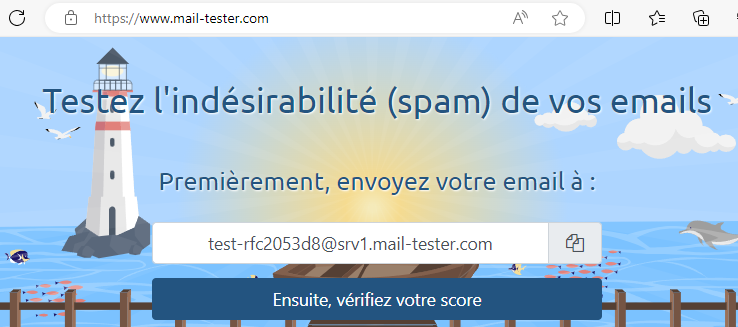 https://www.mail-tester.com
Testez l'indésirabilité (spam) de vos emails
Premièrement, envoyez votre email à :
test-rfc2053d8@srv1.mail-tester.com
Ensuite, vérifiez votre score